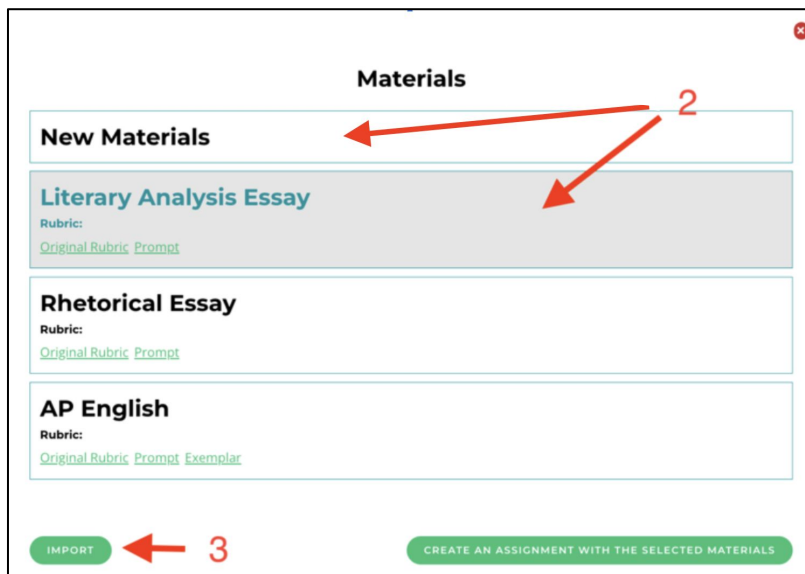 Materials
2
New Materials
Literary Analysis Essay
Rubric:
Original Rubric Prompt
Rhetorical Essay
Rubric:
Original Rubric Prompt
AP English
Rubric:
Original Rubric Prompt Exemplar
IMPORT 3 CREATE AN ASSIGNMENT WITH THE SELECTED MATERIALS